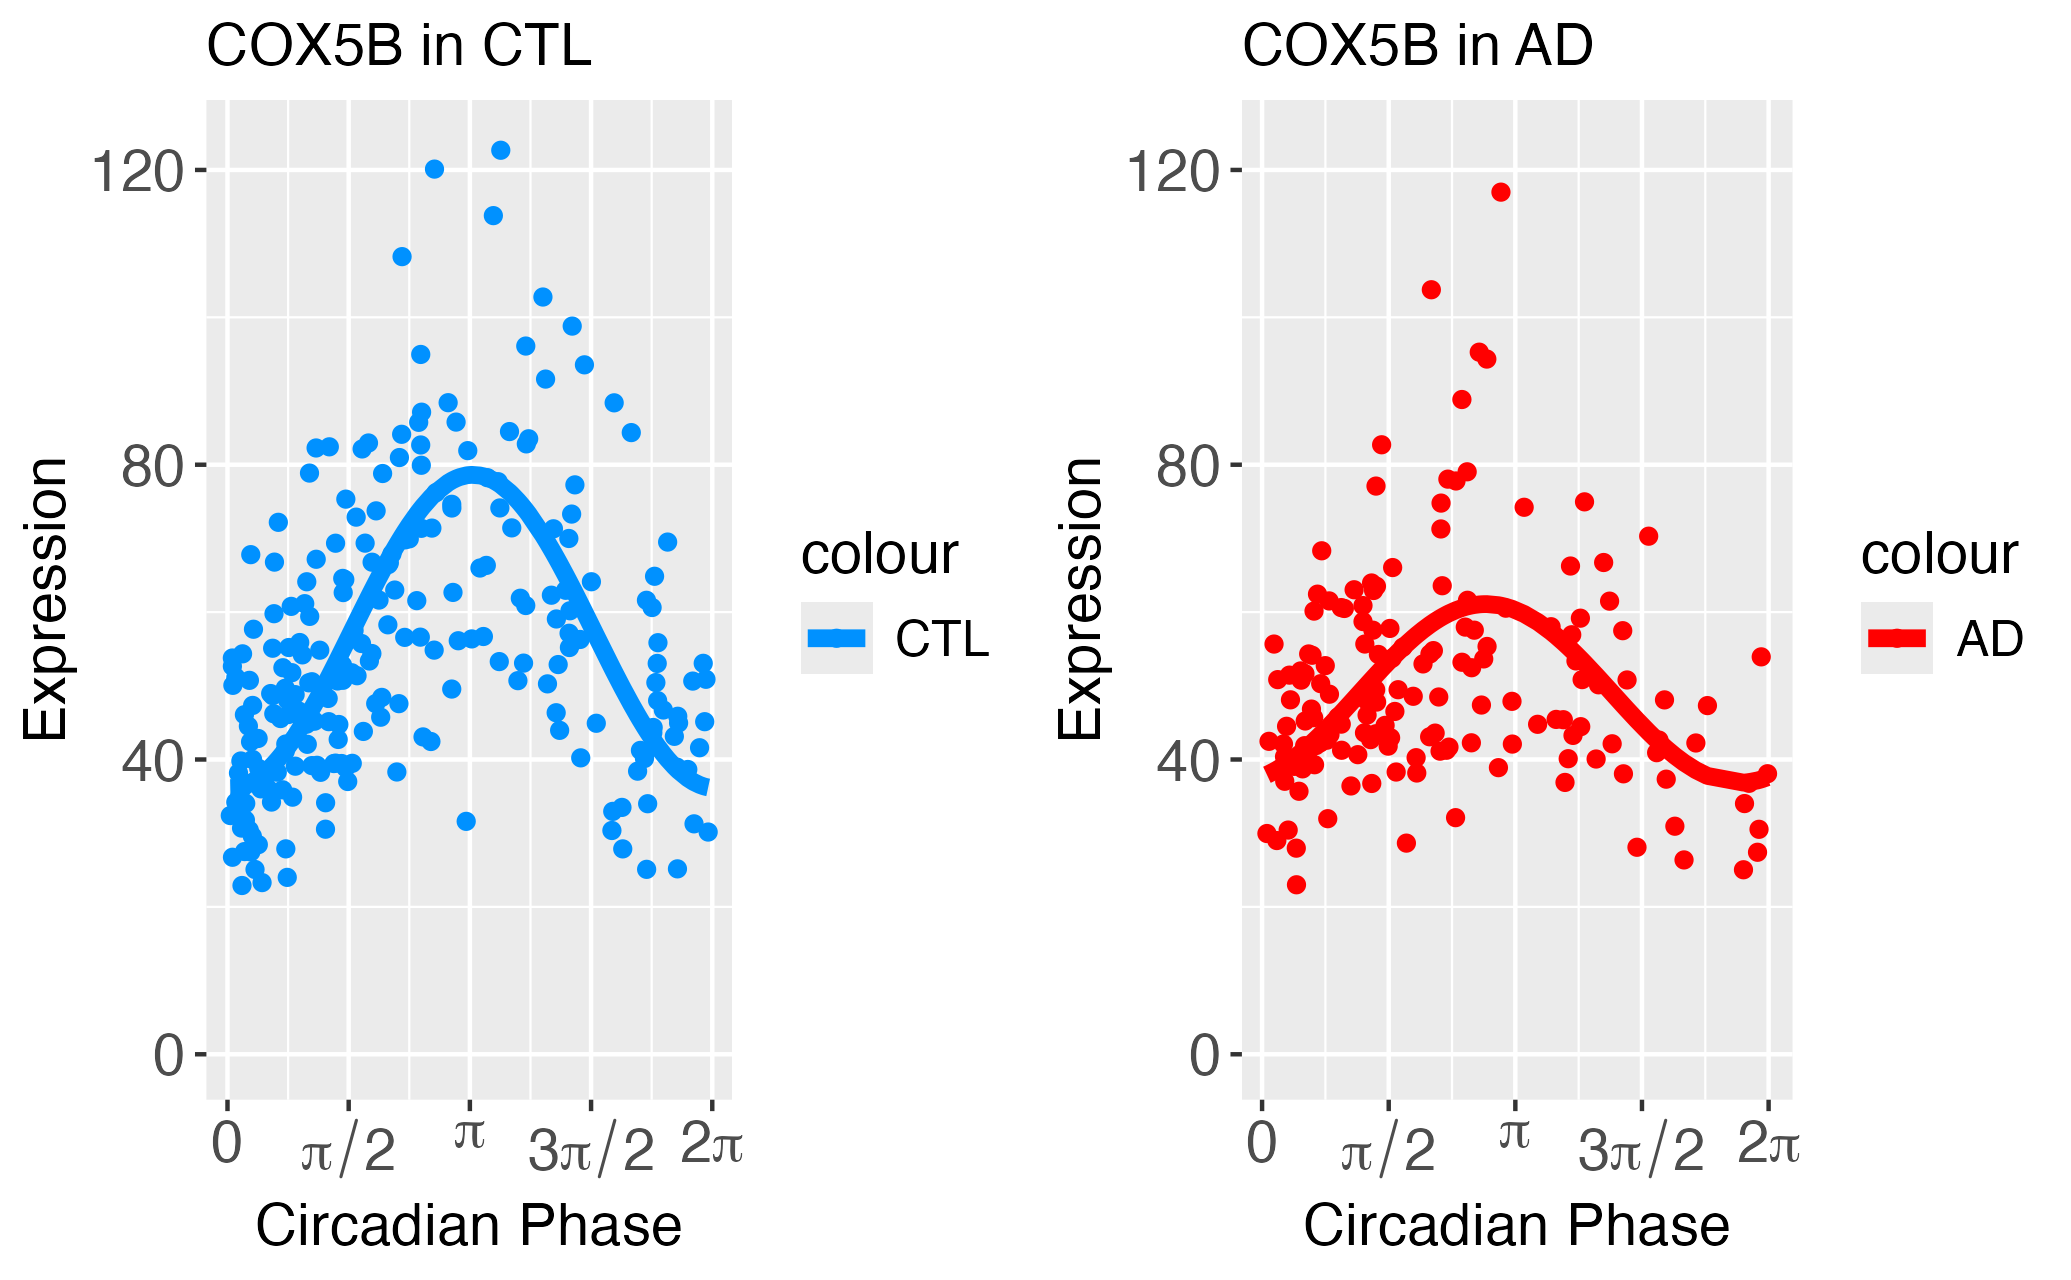 COX5B in CTL
120
80
40
0
Expression
0 π/2 π 3π/2 2π
Circadian Phase
colour
CTL
COX5B in AD
120
80
40
0
Expression
0 π/2 π 3π/2 2π
Circadian Phase
colour
AD